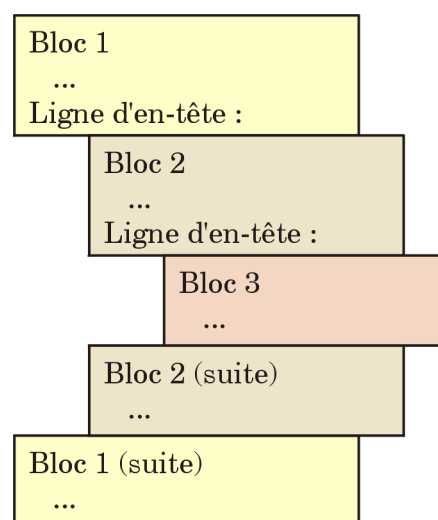 Bloc 1
...
Ligne d'en-tête :
Bloc 2
...
Ligne d'en-tête :
Bloc 3
...
Bloc 2 (suite)
...
Bloc 1 (suite)
...